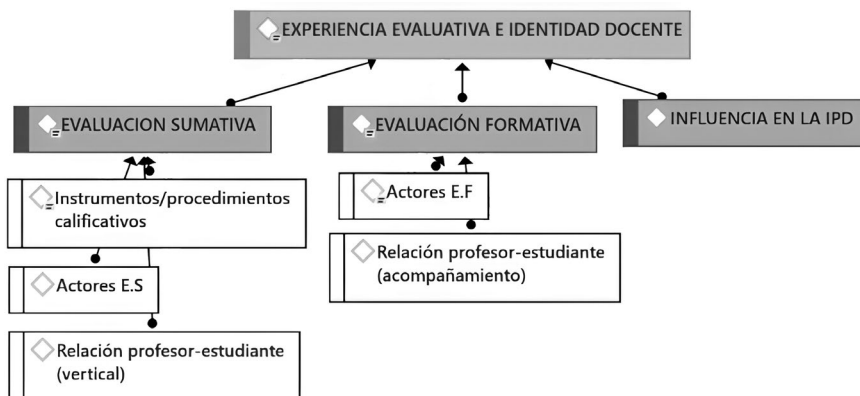 EXPERIENCIA EVALUATIVA E IDENTIDAD DOCENTE
EVALUACION SUMATIVA
EVALUACIÓN FORMATIVA
INFLUENCIA EN LA IPD
Instrumentos/procedimientos
calificativos
Actores E.S
Relación profesor-estudiante
(vertical)
Actores E.F
Relación profesor-estudiante
(acompañamiento)